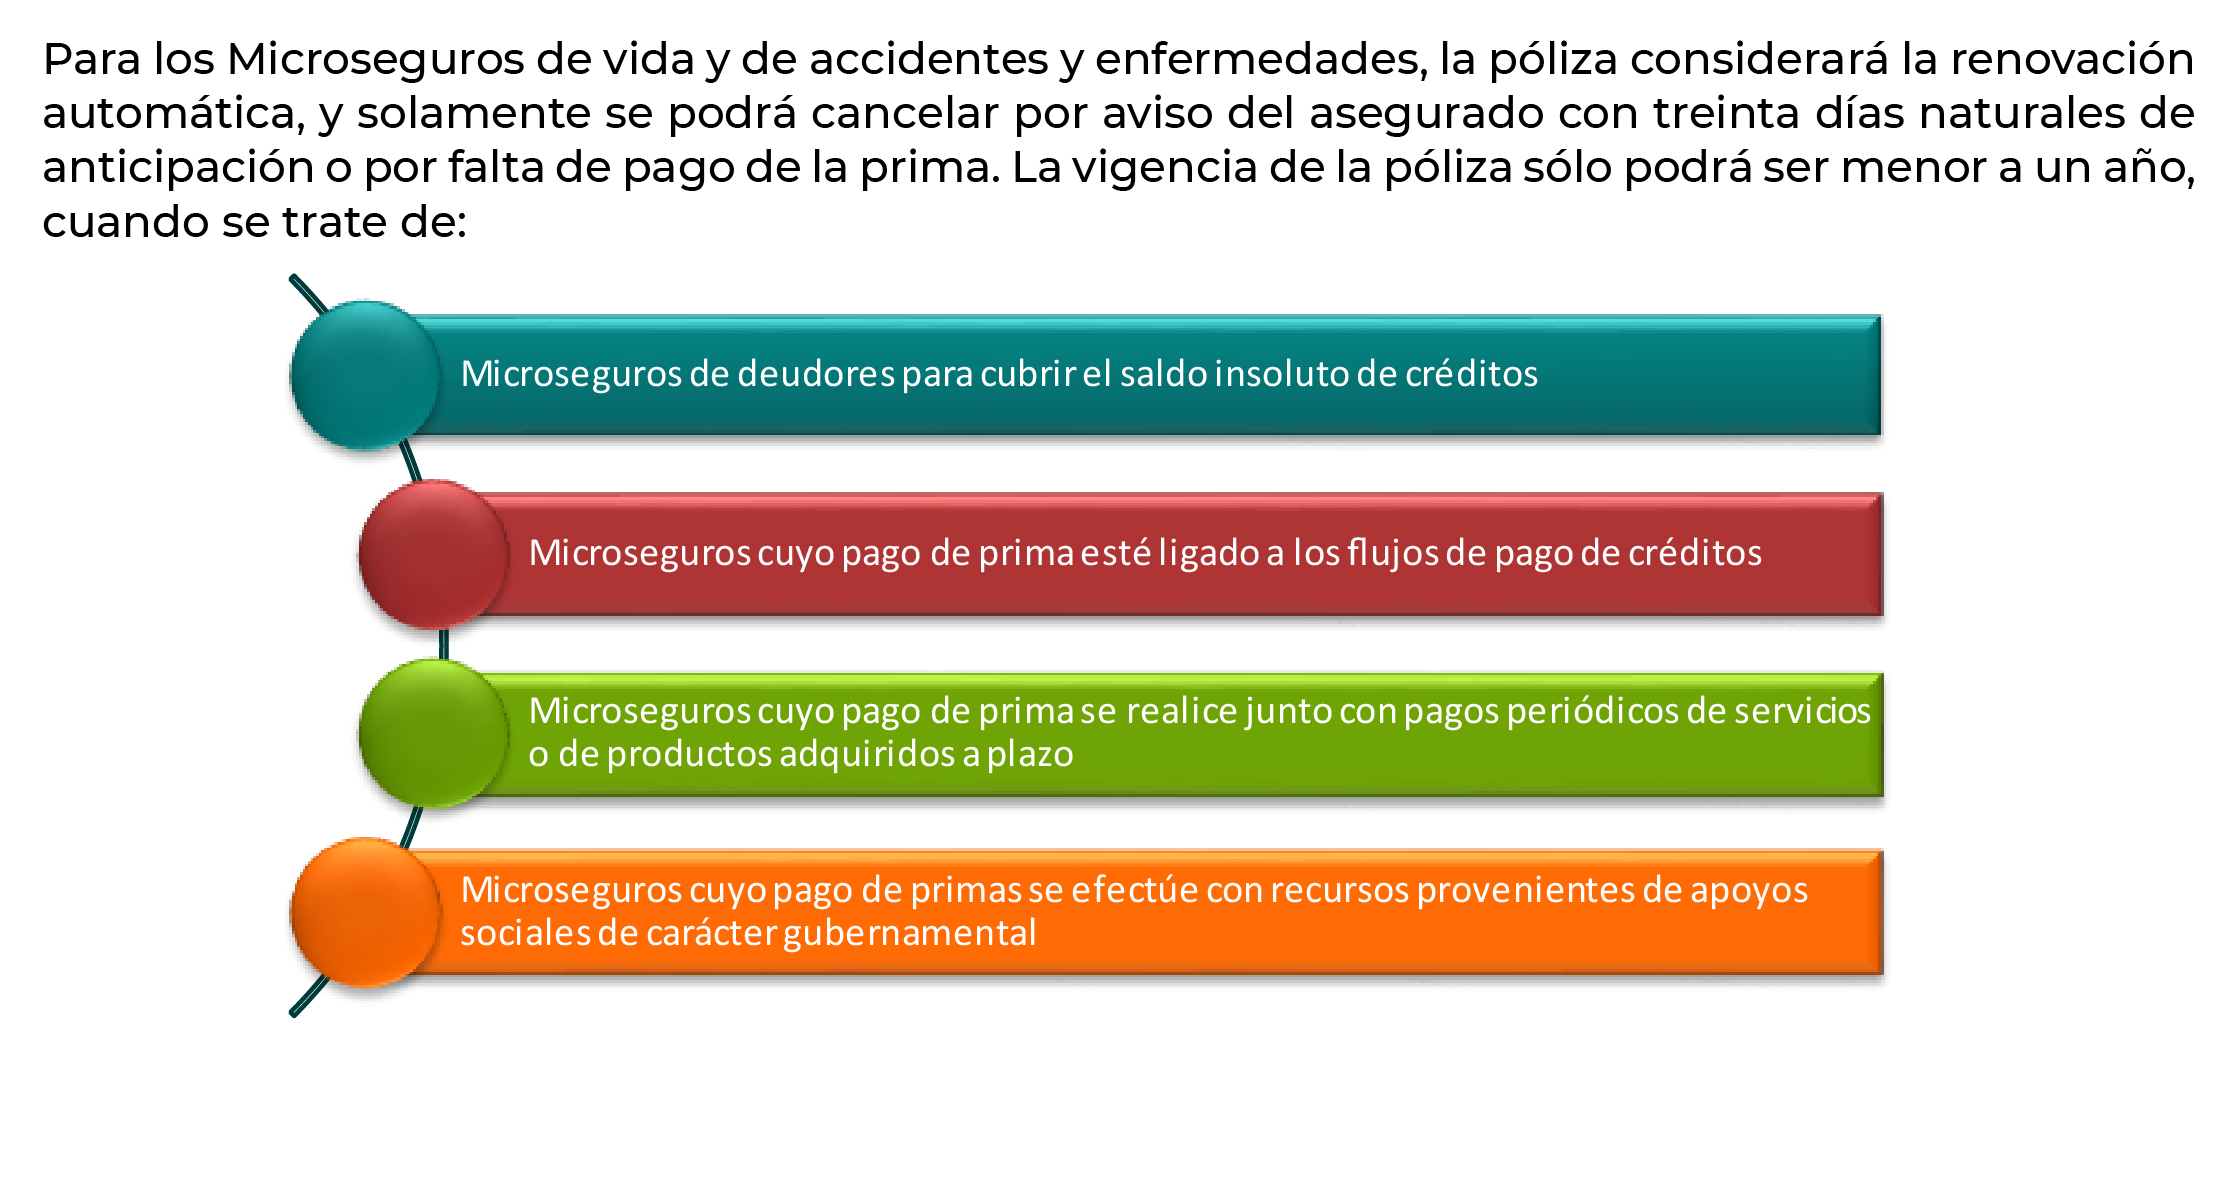 Para los Microseguros de vida y de accidentes y enfermedades, la póliza considerará la renovación
automática, y solamente se podrá cancelar por aviso del asegurado con treinta días naturales de
anticipación o por falta de pago de la prima. La vigencia de la póliza sólo podrá ser menor a un año,
cuando se trate de:
Microseguros de deudores para cubrir el saldo insoluto de créditos
Microseguros cuyo pago de prima esté ligado a los flujos de pago de créditos
Microseguros cuyo pago de prima se realice junto con pagos periódicos de servicios
o de productos adquiridos a plazo
Microseguros cuyo pago de primas se efectúe con recursos provenientes de apoyos
sociales de carácter gubernamental